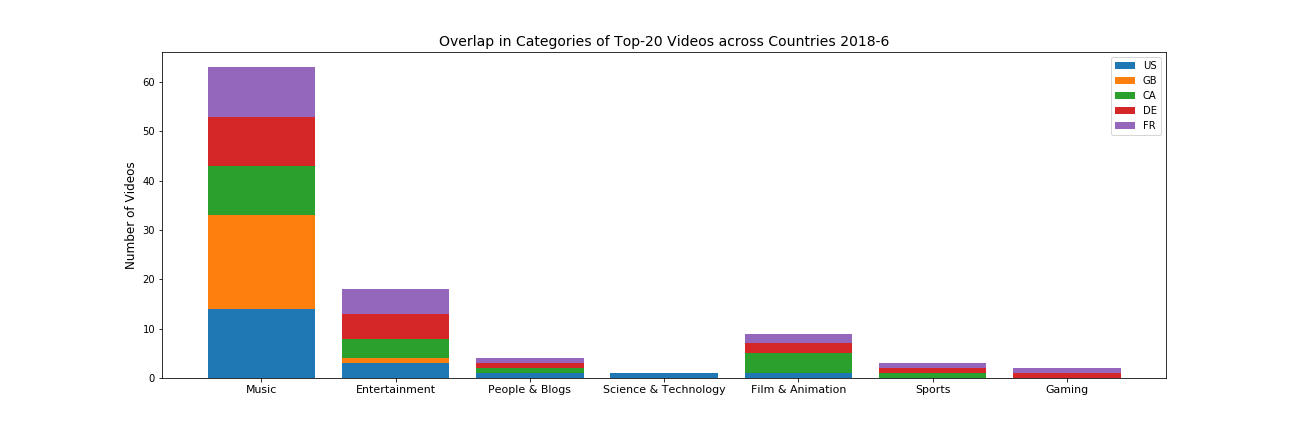 Overlap in Categories of Top-20 Videos across Countries 2018-6
US
GB
CA
DE
FR
Number of Videos
60
50
40
30
20
10
0
Music Entertainment People & Blogs Science & Technology Film & Animation Sports Gaming